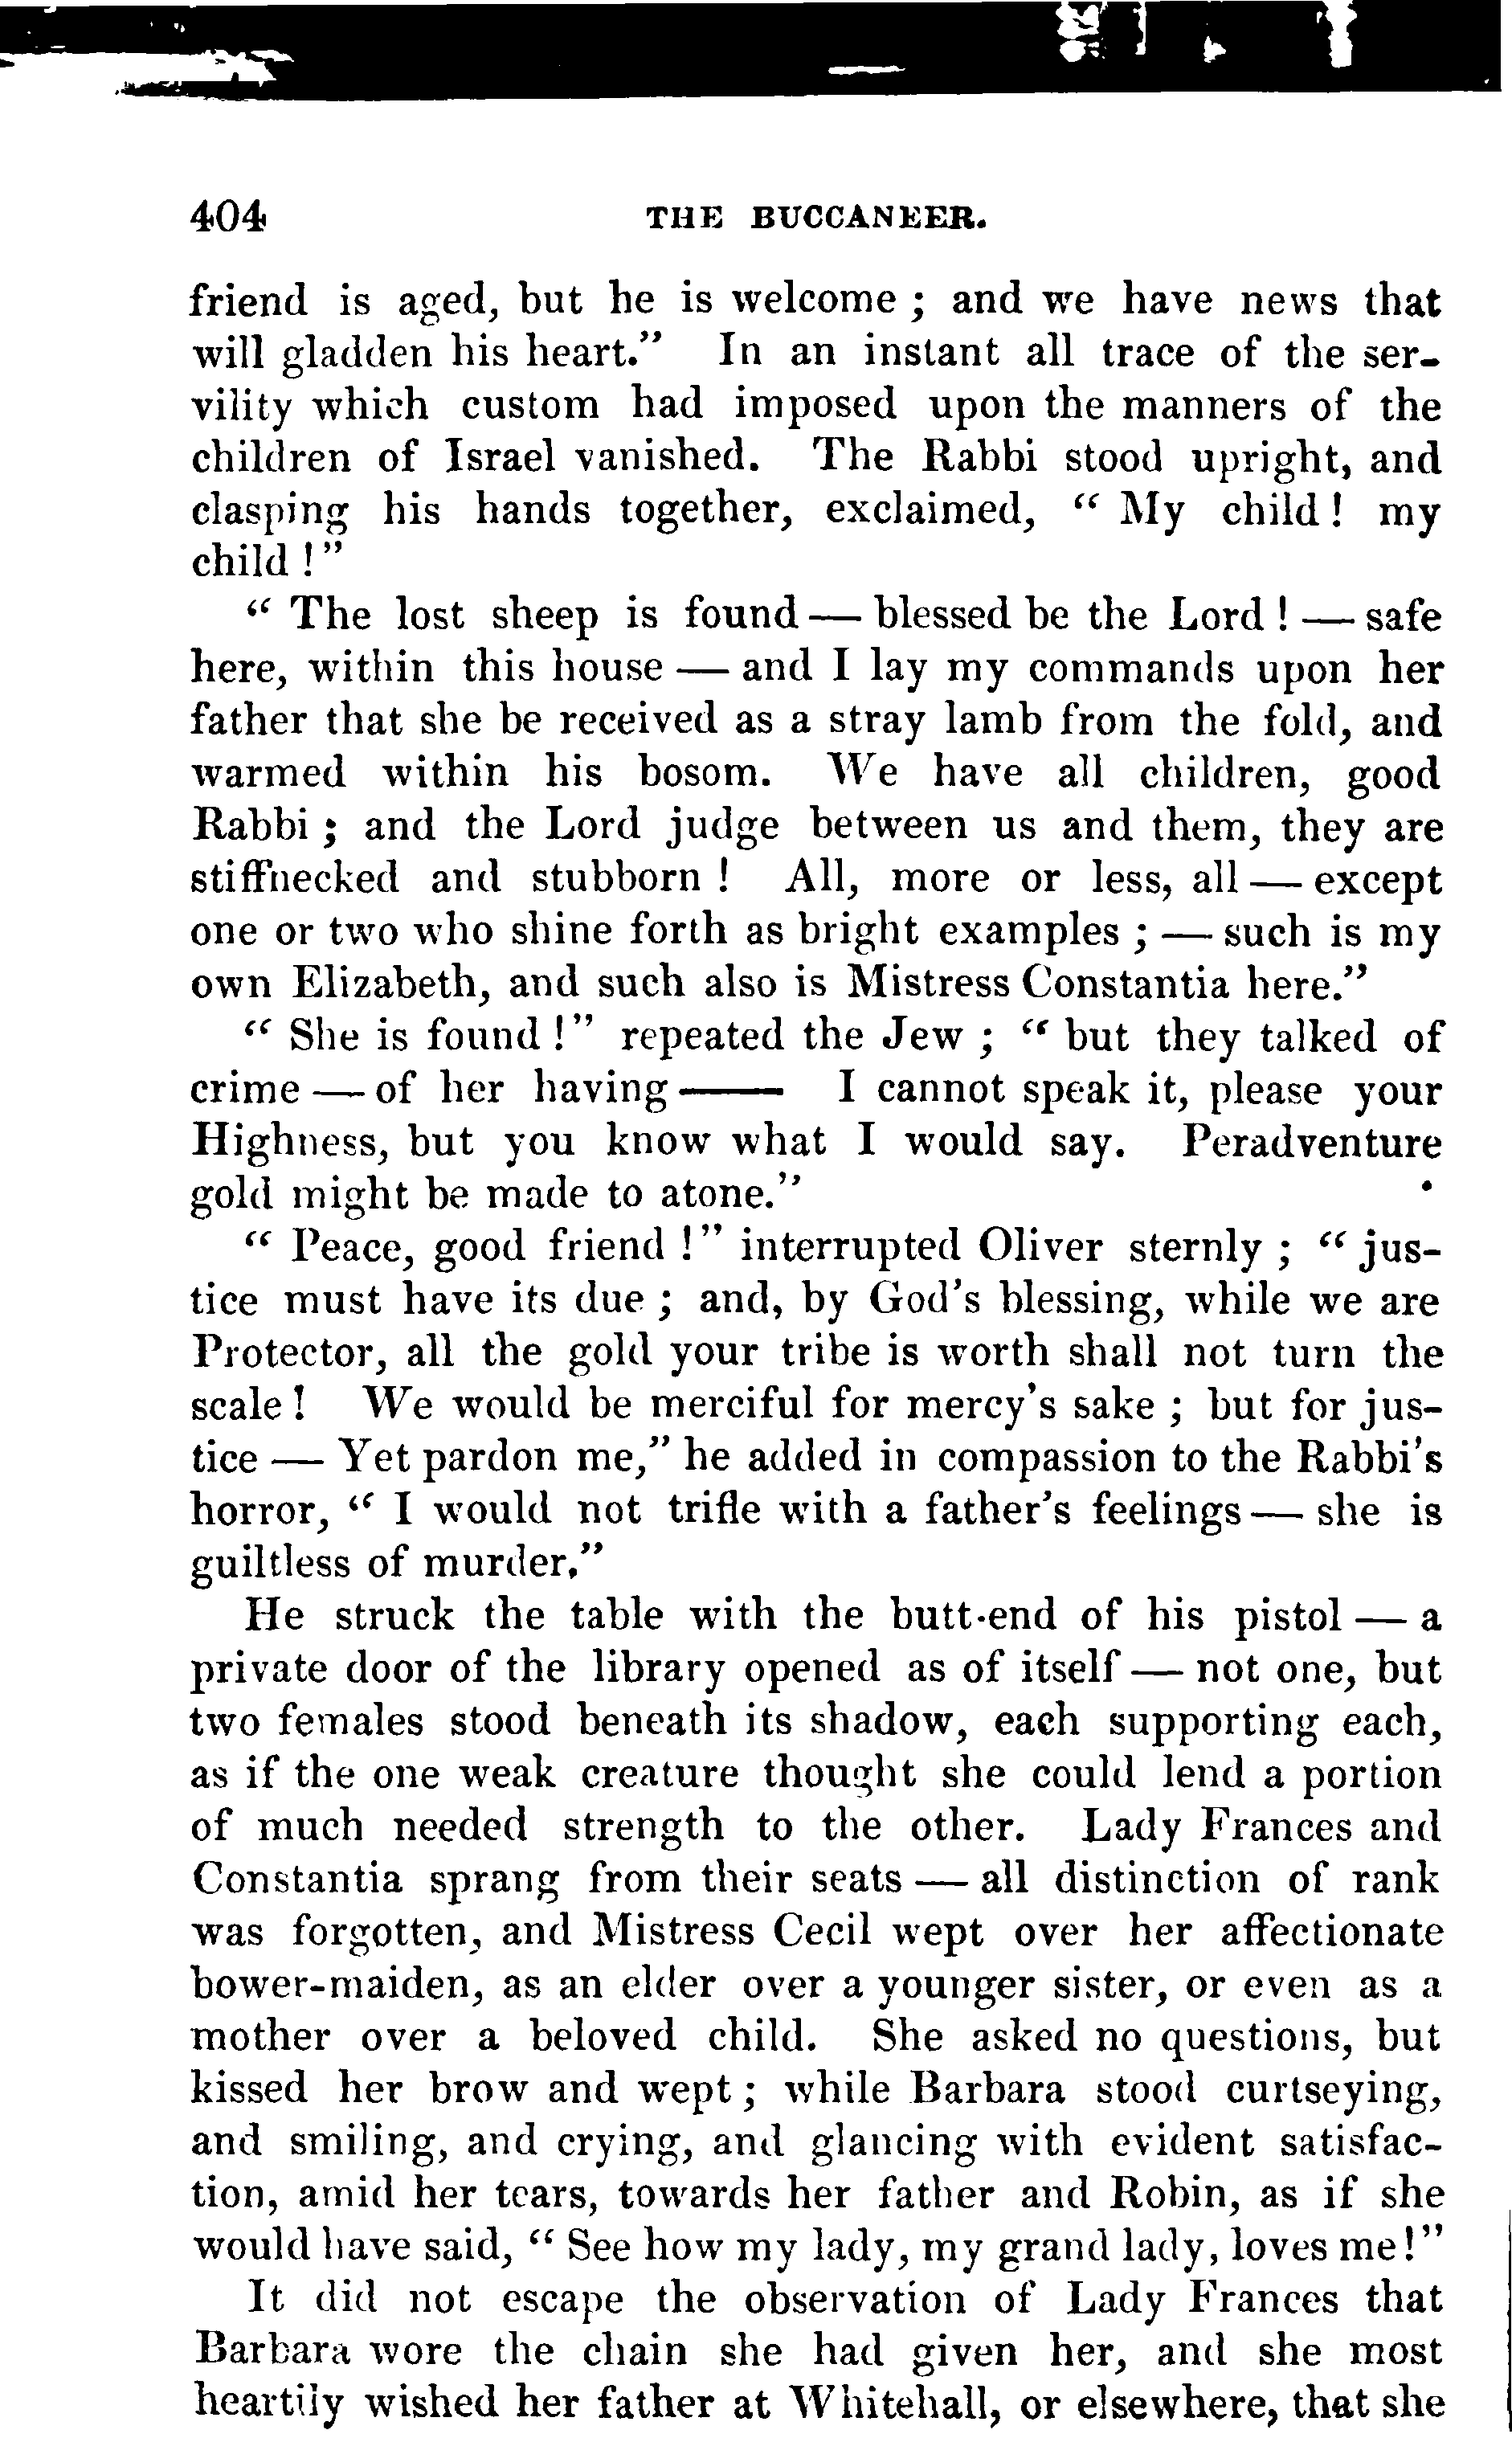 404 THE BUCCANEER.
friend is aged, but he is welcome ; and we have news that
will gladden his heart." In an instant all trace of the ser-
vility which custom had imposed upon the manners of the
children of Israel vanished. The Rabbi stood upright, and
clasping his hands together, exclaimed, " My child ! my
child ! "
" The lost sheep is found — blessed be the Lord ! — safe
here, within this house — and I lay my commands upon her
father that she be received as a stray lamb from the fold, and
warmed within his bosom. We have all children, good
Rabbi ; and the Lord judge between us and them, they are
stiffnecked and stubborn ! All, more or less, all — except
one or two who shine forth as bright examples ; — such is my
own Elizabeth, and such also is Mistress Constantia here."
" She is found ! " repeated the Jew ; " but they talked of
crime — of her having —— I cannot speak it, please your
Highness, but you know what I would say. Peradventure
gold might be made to atone."
" Peace, good friend ! " interrupted Oliver sternly ; " jus-
tice must have its due ; and, by God's blessing, while we are
Protector, all the gold your tribe is worth shall not turn the
scale ! We would be merciful for mercy's sake ; but for jus-
tice — Yet pardon me," he added in compassion to the Rabbi's
horror, " I would not trifle with a father's feelings — she is
guiltless of murder."
He struck the table with the butt-end of his pistol — a
private door of the library opened as of itself — not one, but
two females stood beneath its shadow, each supporting each,
as if the one weak creature thought she could lend a portion
of much needed strength to the other. Lady Frances and
Constantia sprang from their seats — all distinction of rank
was forgotten, and Mistress Cecil wept over her affectionate
bower-maiden, as an elder over a younger sister, or even as a
mother over a beloved child. She asked no questions, but
kissed her brow and wept ; while Barbara stood curtseying,
and smiling, and crying, and glancing with evident satisfac-
tion, amid her tears, towards her father and Robin, as if she
would have said, " See how my lady, my grand lady, loves me ! "
It did not escape the observation of Lady Frances that
Barbara wore the chain she had given her, and she most
heartily wished her father at Whitehall, or elsewhere, that she